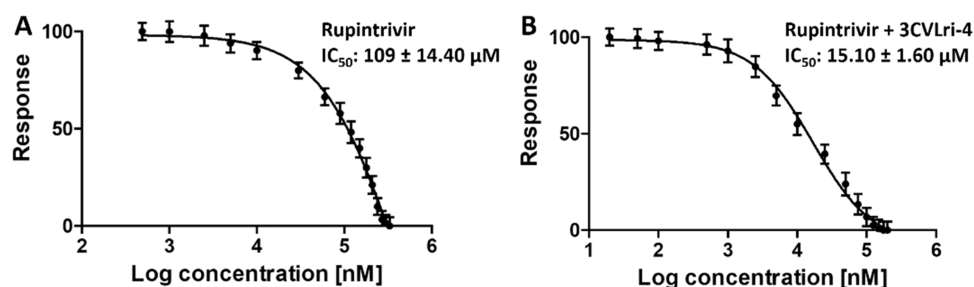 A
Rupintrivir
IC50: 109 ± 14.40 µM
Response
100
50
0
2 3 4 5 6
Log concentration [nM]
B
Rupintrivir + 3CVLri-4
IC50: 15.10 ± 1.60 µM
Response
100
50
0
1 2 3 4 5 6
Log concentration [nM]